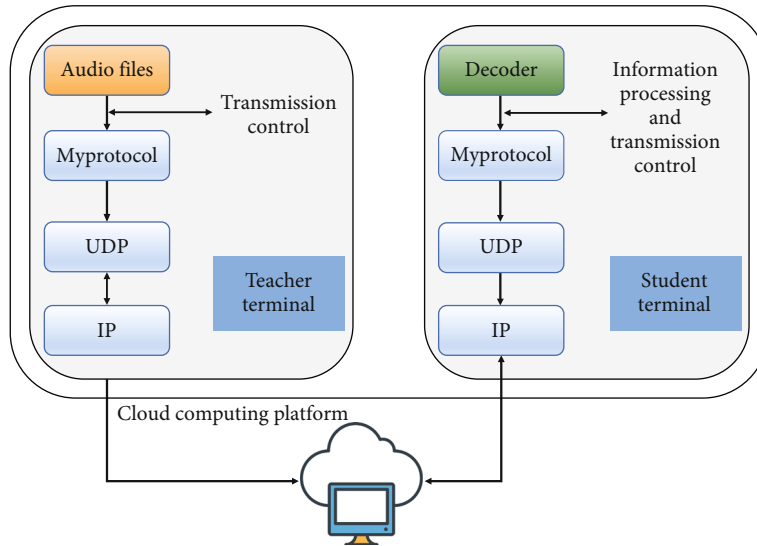 Audio files
Transmission
control
Myprotocol
UDP
IP
Teacher
terminal
Decoder
Information
processing
and
transmission
control
Myprotocol
UDP
IP
Student
terminal
Cloud computing platform